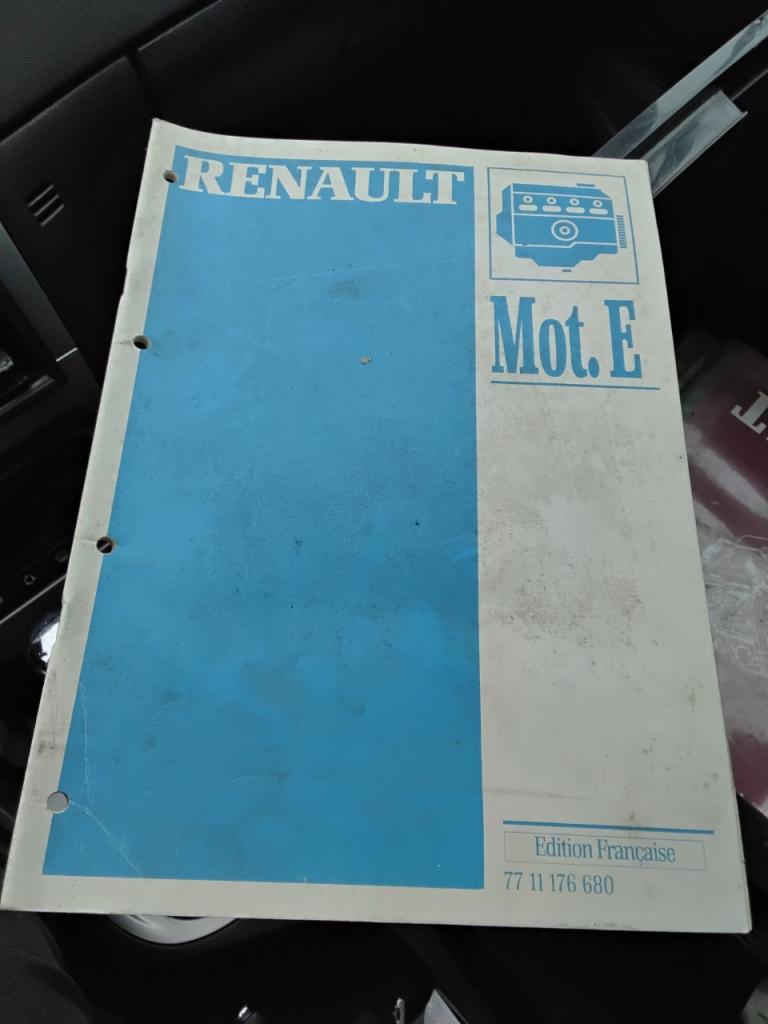 RENAULT
Mot. E
Edition Française
77 11 176 680